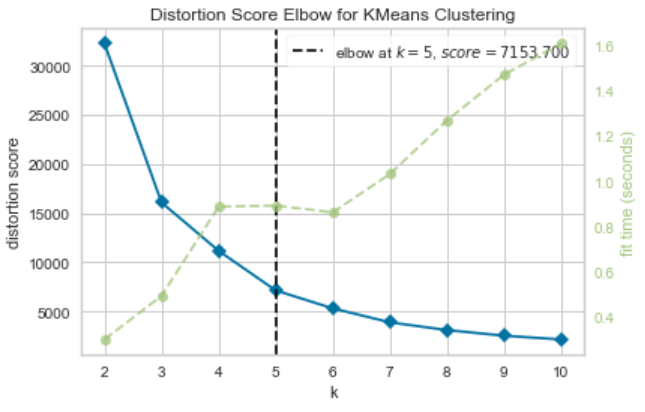 Distortion Score Elbow for KMeans Clustering
elbow at k = 5, score = 7153.700
distortion score
30000
25000
20000
15000
10000
5000
1.6
1.4
1.2
1.0
0.8
0.6
0.4
fit time (seconds)
2 3 4 5 6 7 8 9 10
k